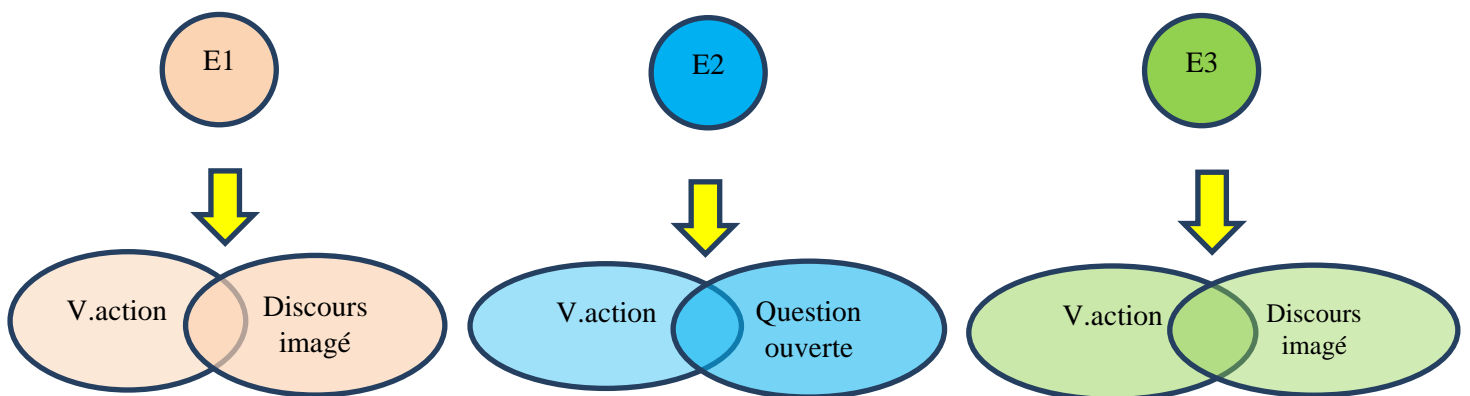 E1
E2
E3
V.action
Discours
imagé
V.action
Question
ouverte
V.action
Discours
imagé